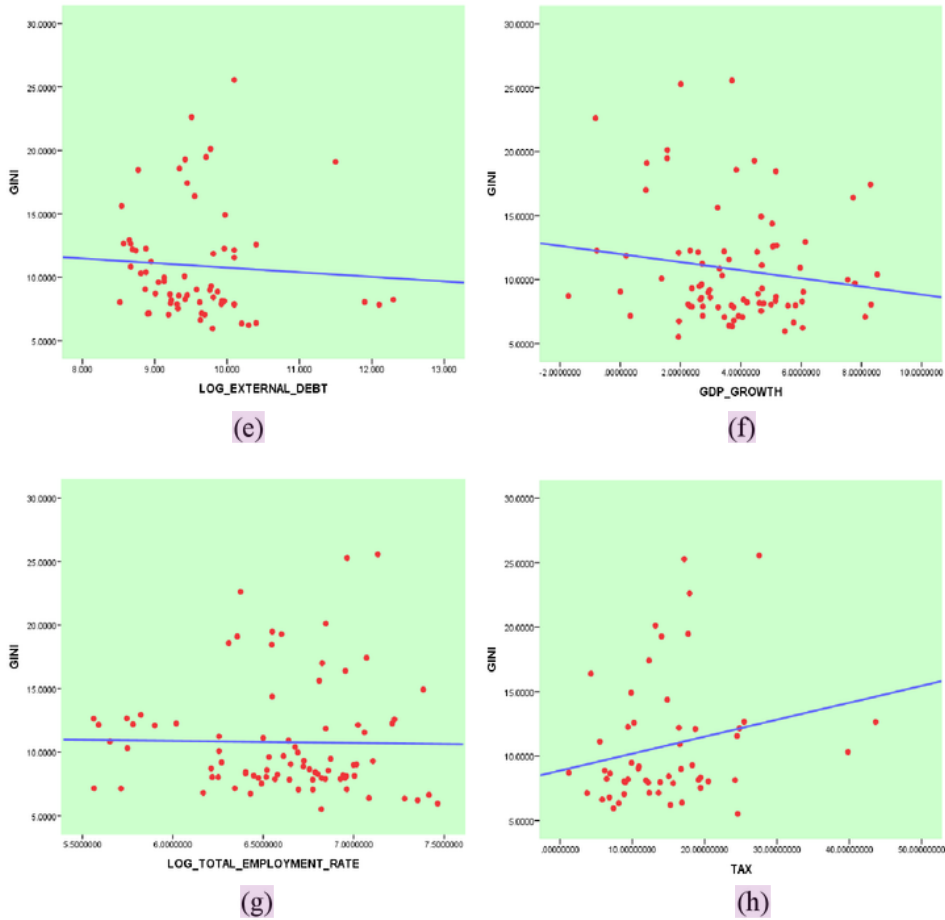 30.0000
25.0000
20.0000
GINI
15.0000
10.0000
5.0000
8.000 9.000 10.000 11.000 12.000 13.000
LOG_EXTERNAL_DEBT
(e)
30.0000
25.0000
20.0000
GINI
15.0000
10.0000
5.0000
-2.0000000 .0000000 2.0000000 4.0000000 6.0000000 8.0000000 10.0000000
GDP_GROWTH
(f)
30.0000
25.0000
20.0000
GINI
15.0000
10.0000
5.0000
5.5000000 6.0000000 6.5000000 7.0000000 7.5000000
LOG_TOTAL_EMPLOYMENT_RATE
(g)
30.0000
25.0000
20.0000
GINI
15.0000
10.0000
5.0000
.00000000 10.00000000 20.00000000 30.00000000 40.00000000 50.00000000
TAX
(h)